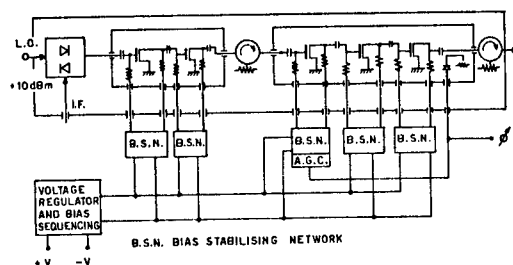 L.O.
+10dBm
I.F.
B.S.N.
B.S.N.
B.S.N.
A.G.C.
B.S.N.
B.S.N.
VOLTAGE
REGULATOR
AND BIAS
SEQUENCING
+V -V
B.S.N. BIAS STABILISING NETWORK